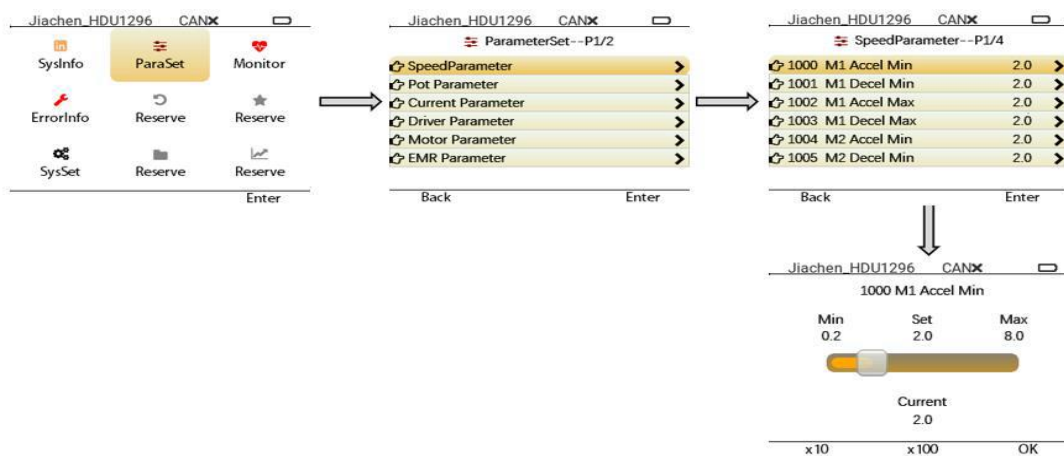 Jiachen_HDU1296 CAN✕
SysInfo ParaSet Monitor
ErrorInfo Reserve Reserve
SysSet Reserve Reserve
Enter
Jiachen_HDU1296 CAN✕
ParameterSet--P1/2
SpeedParameter
Pot Parameter
Current Parameter
Driver Parameter
Motor Parameter
EMR Parameter
Back Enter
Jiachen_HDU1296 CAN✕
SpeedParameter--P1/4
1000 M1 Accel Min 2.0
1001 M1 Decel Min 2.0
1002 M1 Accel Max 2.0
1003 M1 Decel Max 2.0
1004 M2 Accel Min 2.0
1005 M2 Decel Min 2.0
Back Enter
Jiachen_HDU1296 CAN✕
1000 M1 Accel Min
Min Set Max
0.2 2.0 8.0
Current
2.0
x10 x100 OK